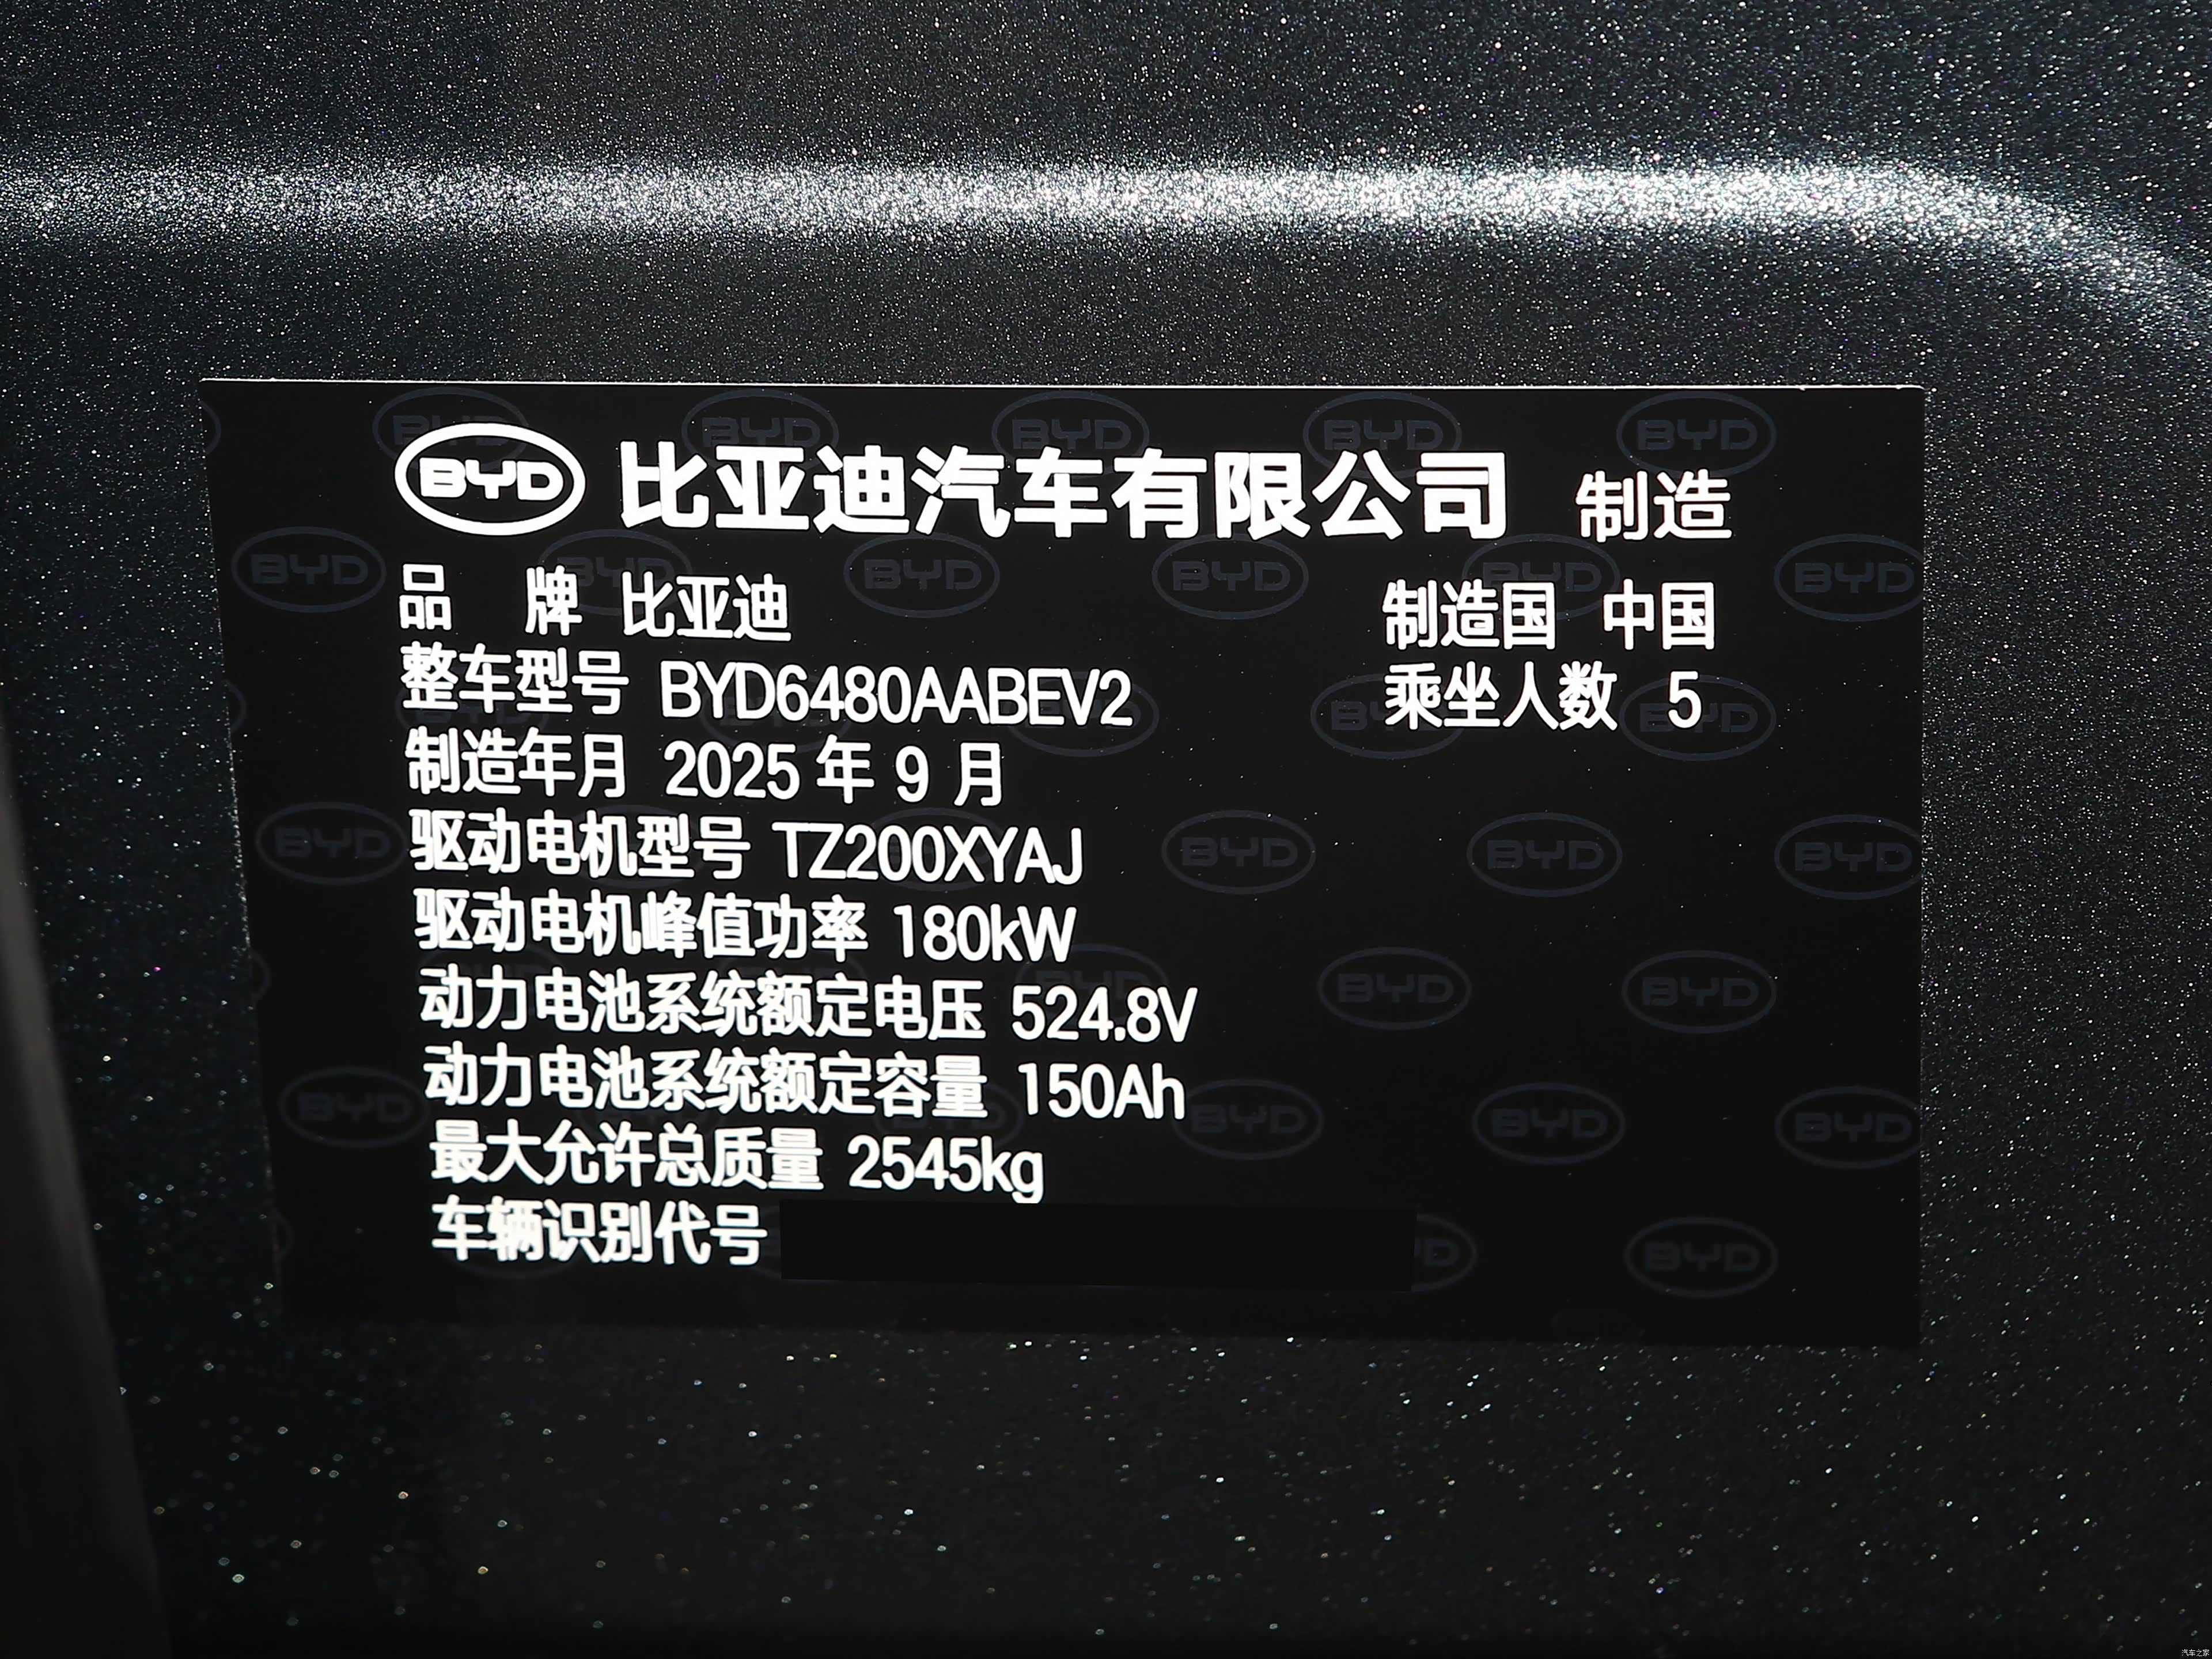 BYD 比亚迪汽车有限公司 制造
品 牌 比亚迪 制造国 中国
整车型号 BYD6480AABEV2 乘坐人数 5
制造年月 2025 年 9 月
驱动电机型号 TZ200XYAJ
驱动电机峰值功率 180kW
动力电池系统额定电压 524.8V
动力电池系统额定容量 150Ah
最大允许总质量 2545kg
车辆识别代号
汽车之家